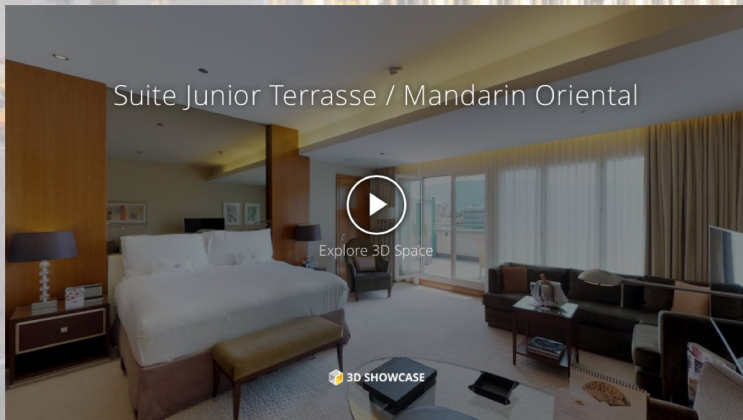 Suite Junior Terrasse / Mandarin Oriental
Explore 3D Space
3D SHOWCASE